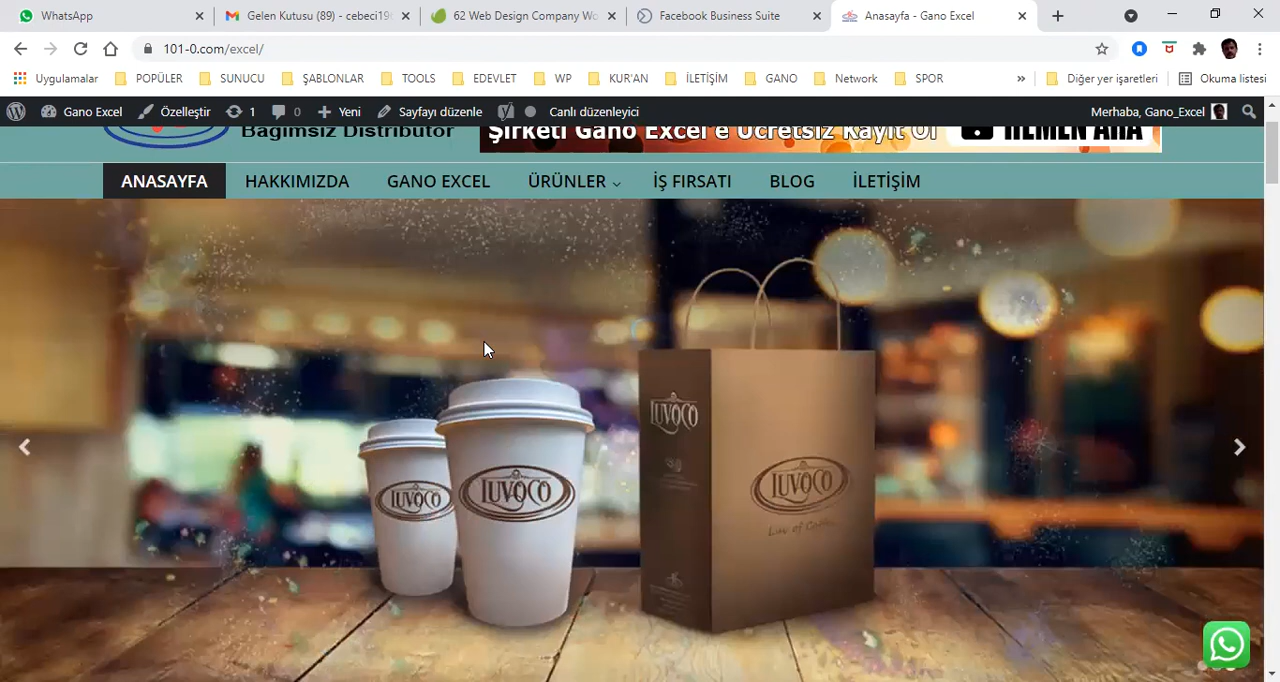 WhatsApp
Gelen Kutusu (89) - cebeci19
62 Web Design Company Wo
Facebook Business Suite
Anasayfa - Gano Excel
101-0.com/excel/
Uygulamalar POPÜLER SUNUCU ŞABLONLAR TOOLS EDEVLET WP KUR'AN İLETİŞİM GANO Network SPOR » Diğer yer işaretleri Okuma listesi
Gano Excel Özelleştir 1 0 Yeni Sayfayı düzenle Canlı düzenleyici Merhaba, Gano_Excel
Bağımsız Distribütör
Şirketi Gano Excel'e Ücretsiz Kayıt Ol
HEMEN ARA
ANASAYFA HAKKIMIZDA GANO EXCEL ÜRÜNLER İŞ FIRSATI BLOG İLETİŞİM
LUVOCO
LUVOCO
LUVOCO
LUVOCO